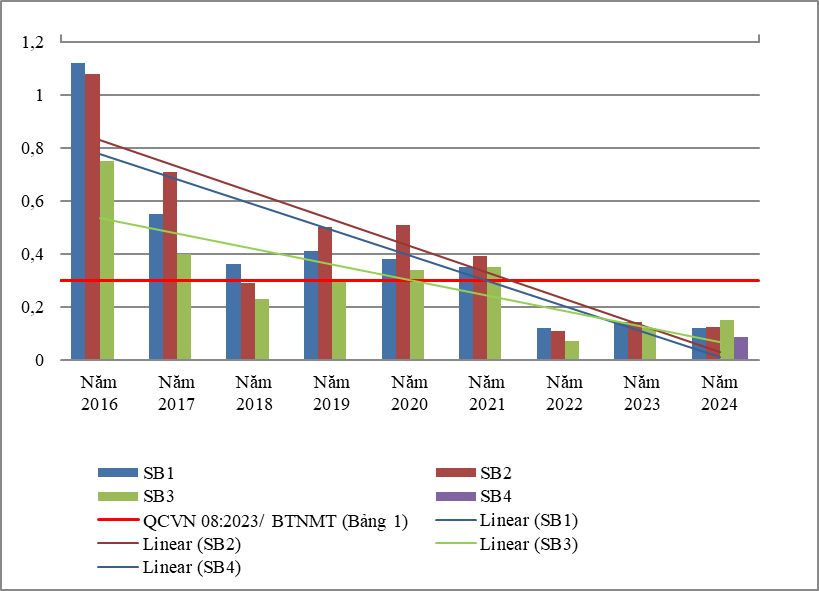 1,2
1
0,8
0,6
0,4
0,2
0
Năm 2016
Năm 2017
Năm 2018
Năm 2019
Năm 2020
Năm 2021
Năm 2022
Năm 2023
Năm 2024
SB1
SB2
SB3
SB4
QCVN 08:2023/ BTNMT (Bảng 1)
Linear (SB1)
Linear (SB2)
Linear (SB3)
Linear (SB4)